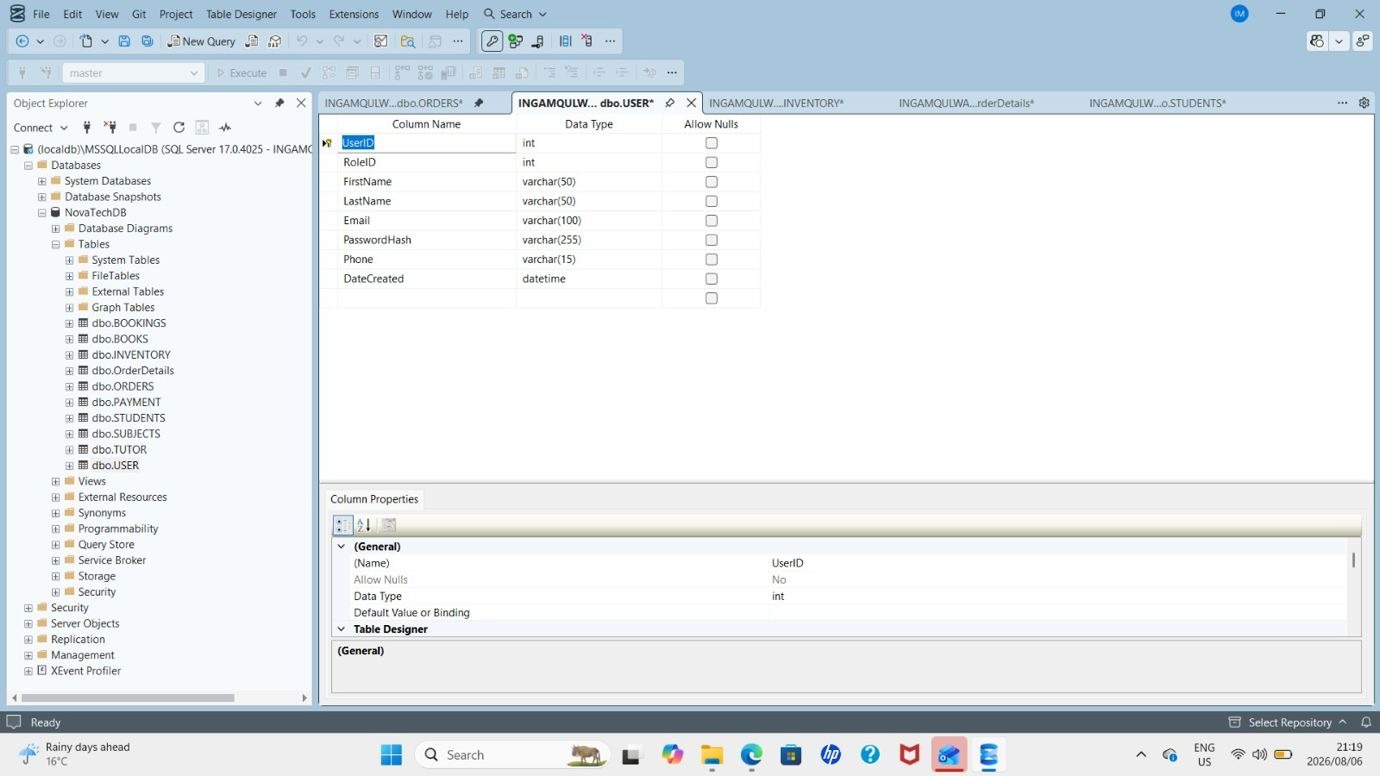 File Edit View Git Project Table Designer Tools Extensions Window Help Search IM
New Query
master Execute
Object Explorer
Connect
(localdb)\MSSQLLocalDB (SQL Server 17.0.4025 - INGAMQ
Databases
System Databases
Database Snapshots
NovaTechDB
Database Diagrams
Tables
System Tables
FileTables
External Tables
Graph Tables
dbo.BOOKINGS
dbo.BOOKS
dbo.INVENTORY
dbo.OrderDetails
dbo.ORDERS
dbo.PAYMENT
dbo.STUDENTS
dbo.SUBJECTS
dbo.TUTOR
dbo.USER
Views
External Resources
Synonyms
Programmability
Query Store
Service Broker
Storage
Security
Security
Server Objects
Replication
Management
XEvent Profiler
INGAMQULW...dbo.ORDERS* INGAMQULW... dbo.USER* INGAMQULW....INVENTORY* INGAMQULWA...rderDetails* INGAMQULW...o.STUDENTS*
Column Name Data Type Allow Nulls
UserID int
RoleID int
FirstName varchar(50)
LastName varchar(50)
Email varchar(100)
PasswordHash varchar(255)
Phone varchar(15)
DateCreated datetime
Column Properties
(General)
(Name) UserID
Allow Nulls No
Data Type int
Default Value or Binding
Table Designer
(General)
Ready Select Repository
Rainy days ahead
16°C
Search
ENG
US
21:19
2026/08/06